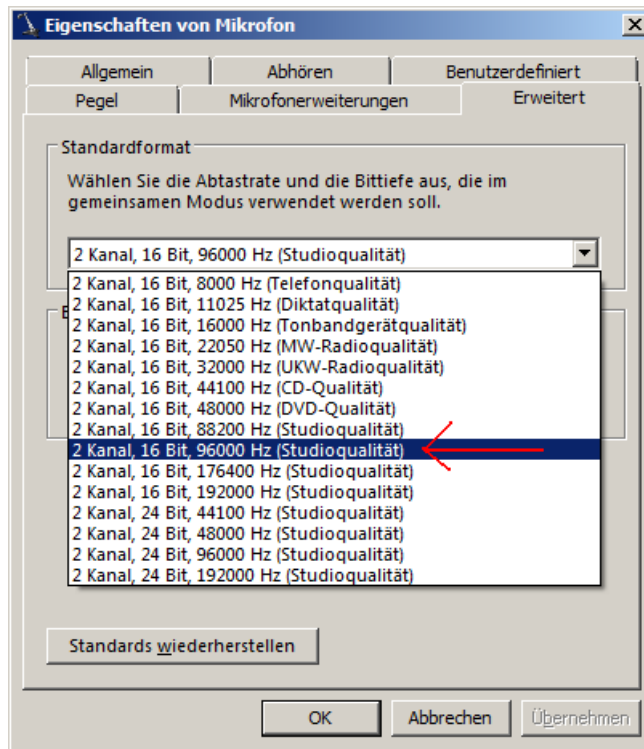 Eigenschaften von Mikrofon
Allgemein
Abhören
Benutzerdefiniert
Pegel
Mikrofonerweiterungen
Erweitert
Standardformat
Wählen Sie die Abtastrate und die Bittiefe aus, die im
gemeinsamen Modus verwendet werden soll.
2 Kanal, 16 Bit, 96000 Hz (Studioqualität)
2 Kanal, 16 Bit, 8000 Hz (Telefonqualität)
2 Kanal, 16 Bit, 11025 Hz (Diktatqualität)
2 Kanal, 16 Bit, 16000 Hz (Tonbandgerätqualität)
2 Kanal, 16 Bit, 22050 Hz (MW-Radioqualität)
2 Kanal, 16 Bit, 32000 Hz (UKW-Radioqualität)
2 Kanal, 16 Bit, 44100 Hz (CD-Qualität)
2 Kanal, 16 Bit, 48000 Hz (DVD-Qualität)
2 Kanal, 16 Bit, 88200 Hz (Studioqualität)
2 Kanal, 16 Bit, 96000 Hz (Studioqualität)
2 Kanal, 16 Bit, 176400 Hz (Studioqualität)
2 Kanal, 16 Bit, 192000 Hz (Studioqualität)
2 Kanal, 24 Bit, 44100 Hz (Studioqualität)
2 Kanal, 24 Bit, 48000 Hz (Studioqualität)
2 Kanal, 24 Bit, 96000 Hz (Studioqualität)
2 Kanal, 24 Bit, 192000 Hz (Studioqualität)
Standards wiederherstellen
OK
Abbrechen
Übernehmen